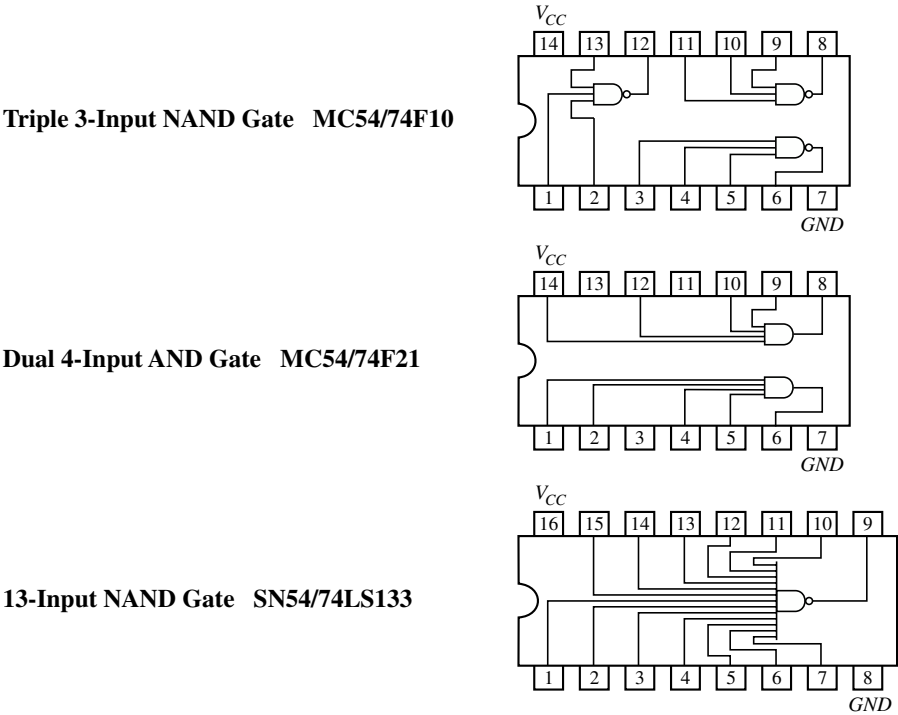 V_CC
14 13 12 11 10 9 8
Triple 3-Input NAND Gate MC54/74F10
1 2 3 4 5 6 7
GND
V_CC
14 13 12 11 10 9 8
Dual 4-Input AND Gate MC54/74F21
1 2 3 4 5 6 7
GND
V_CC
16 15 14 13 12 11 10 9
13-Input NAND Gate SN54/74LS133
1 2 3 4 5 6 7 8
GND